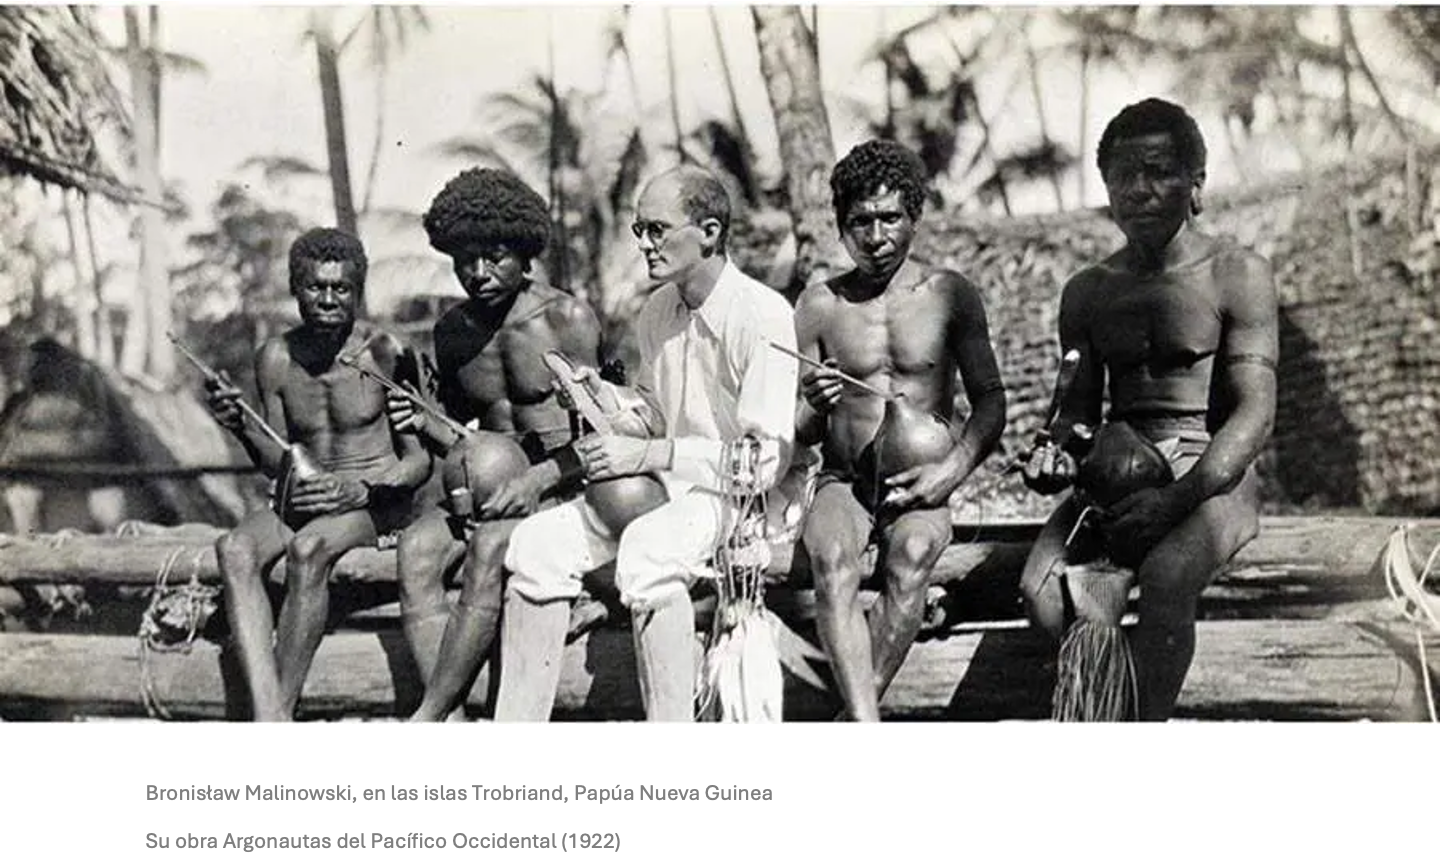 Bronisław Malinowski, en las islas Trobriand, Papúa Nueva Guinea
Su obra Argonautas del Pacífico Occidental (1922)